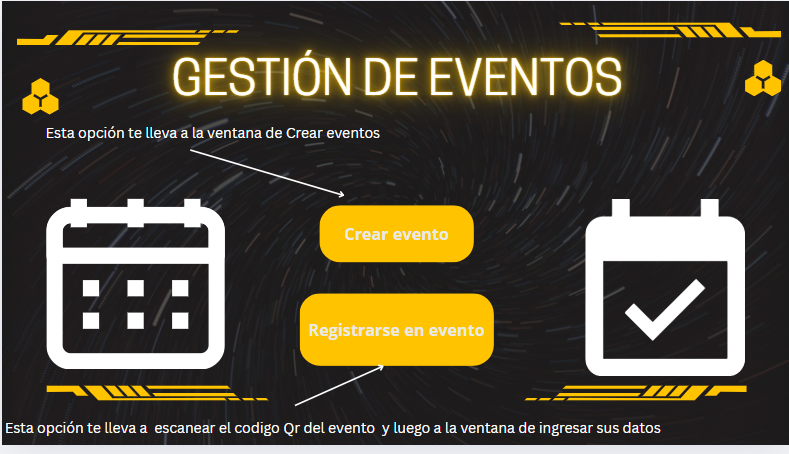 GESTIÓN DE EVENTOS
Esta opción te lleva a la ventana de Crear eventos
Crear evento
Registrarse en evento
Esta opción te lleva a escanear el codigo Qr del evento y luego a la ventana de ingresar sus datos